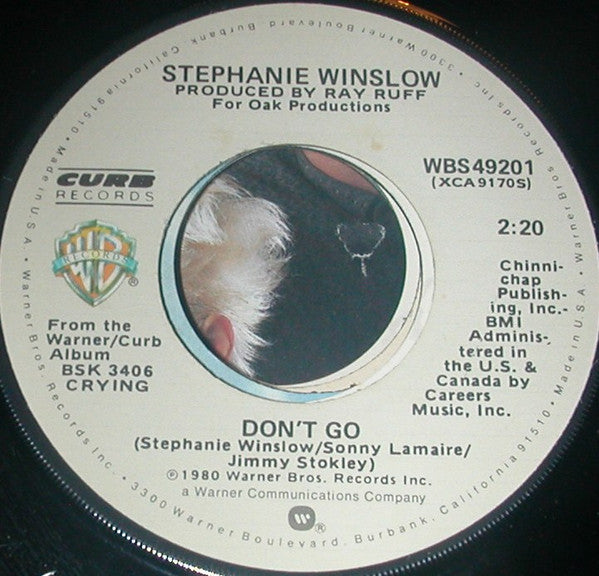 STEPHANIE WINSLOW
PRODUCED BY RAY RUFF
For Oak Productions
CURB
RECORDS
WB
RECORDS
®
From the
Warner/Curb
Album
BSK 3406
CRYING
WBS49201
(XCA9170S)
2:20
Chinni-
chap
Publish-
ing, Inc.-
BMI
Adminis-
tered in
the U.S. &
Canada by
Careers
Music, Inc.
DON'T GO
(Stephanie Winslow/Sonny Lamaire/
Jimmy Stokley)
℗1980 Warner Bros. Records Inc.
a Warner Communications Company
W®
Warner Bros. Records Inc. • 3300 Warner Boulevard, Burbank, California 91510 • Made in U.S.A. • Warner Bros. Records Inc. • 3300 Warner Boulevard, Burbank, California 91510 • Made in U.S.A. •